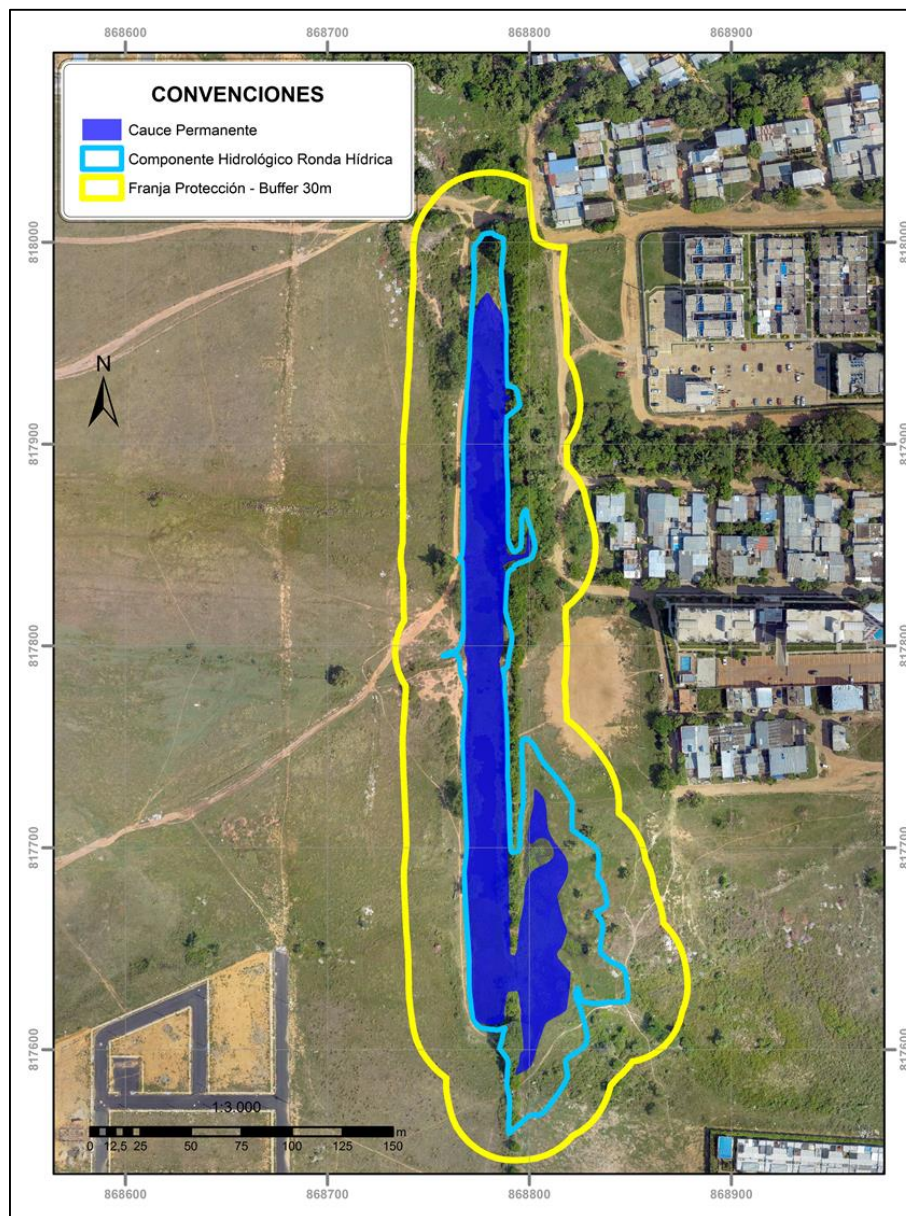 868600 868700 868800 868900
CONVENCIONES
Cauce Permanente
Componente Hidrológico Ronda Hídrica
Franja Protección - Buffer 30m
818000 818000
N
817900 817900
817800 817800
817700 817700
817600 817600
1:3.000
0 12,5 25 50 75 100 125 150 m
868600 868700 868800 868900